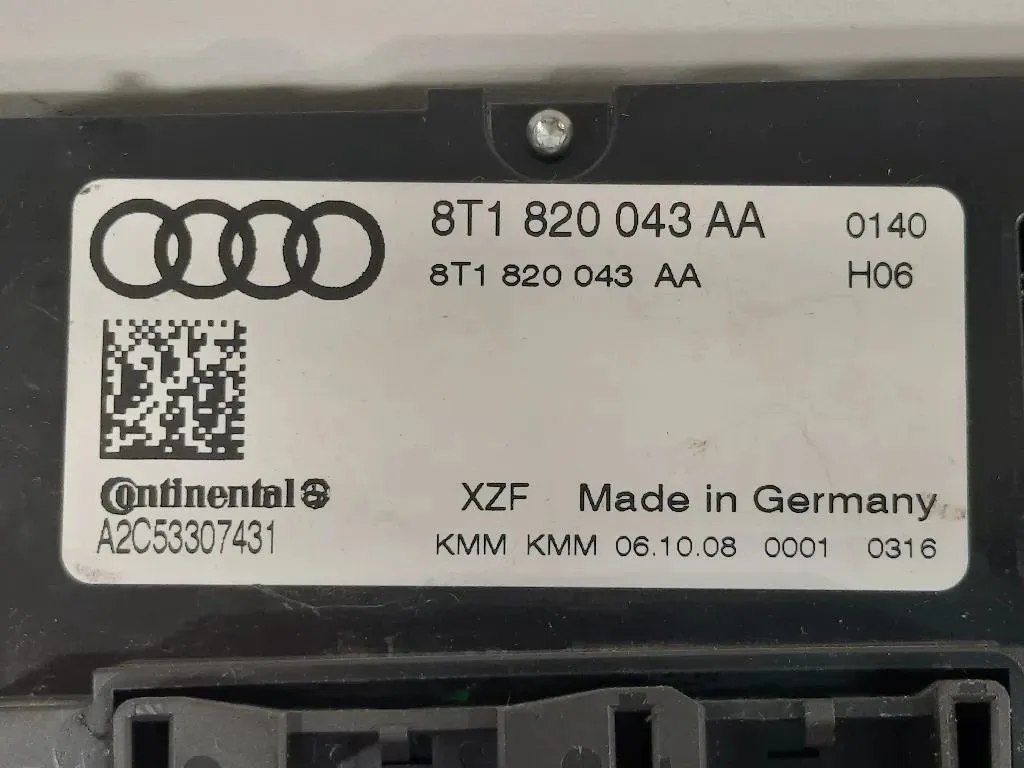 8T1 820 043 AA 0140
8T1 820 043 AA H06
Continental
A2C53307431
XZF Made in Germany
KMM KMM 06.10.08 0001 0316